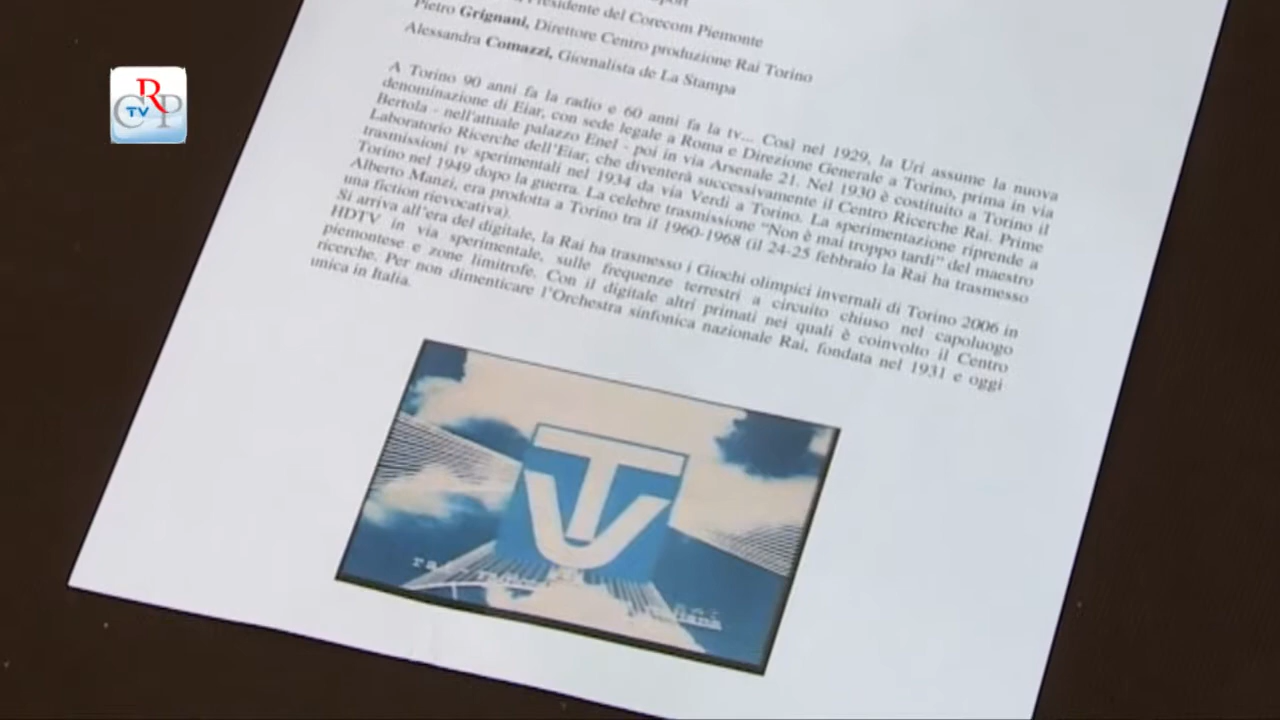 CRP TV
Presidente del Corecom Piemonte
Pietro Grignani, Direttore Centro produzione Rai Torino
Alessandra Comazzi, Giornalista de La Stampa
A Torino 90 anni fa la radio e 60 anni fa la tv... Così nel 1929, la Uri assume la nuova
denominazione di Eiar, con sede legale a Roma e Direzione Generale a Torino, prima in via
Bertola - nell'attuale palazzo Enel - poi in via Arsenale 21. Nel 1930 è costituito a Torino il
Laboratorio Ricerche dell'Eiar, che diventerà successivamente il Centro Ricerche Rai. Prime
trasmissioni tv sperimentali nel 1934 da via Verdi a Torino. La sperimentazione riprende a
Torino nel 1949 dopo la guerra. La celebre trasmissione "Non è mai troppo tardi" del maestro
Alberto Manzi, era prodotta a Torino tra il 1960-1968 (il 24-25 febbraio la Rai ha trasmesso
una fiction rievocativa).
Si arriva all'era del digitale, la Rai ha trasmesso i Giochi olimpici invernali di Torino 2006 in
HDTV in via sperimentale, sulle frequenze terrestri a circuito chiuso nel capoluogo
piemontese e zone limitrofe. Con il digitale altri primati nei quali è coinvolto il Centro
ricerche. Per non dimenticare l'Orchestra sinfonica nazionale Rai, fondata nel 1931 e oggi
unica in Italia.
TV